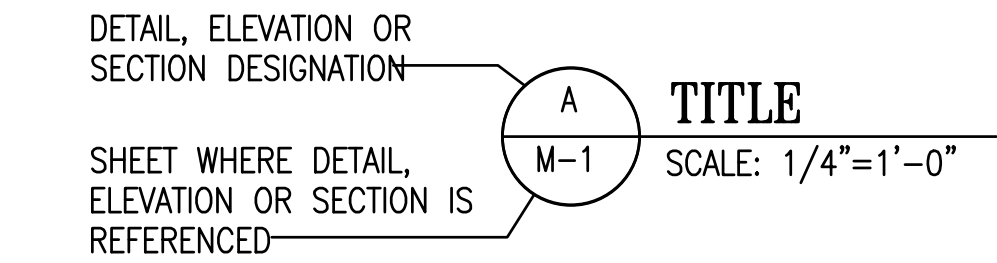 DETAIL, ELEVATION OR
SECTION DESIGNATION
A
TITLE
M-1
SCALE: 1/4"=1'-0"
SHEET WHERE DETAIL,
ELEVATION OR SECTION IS
REFERENCED